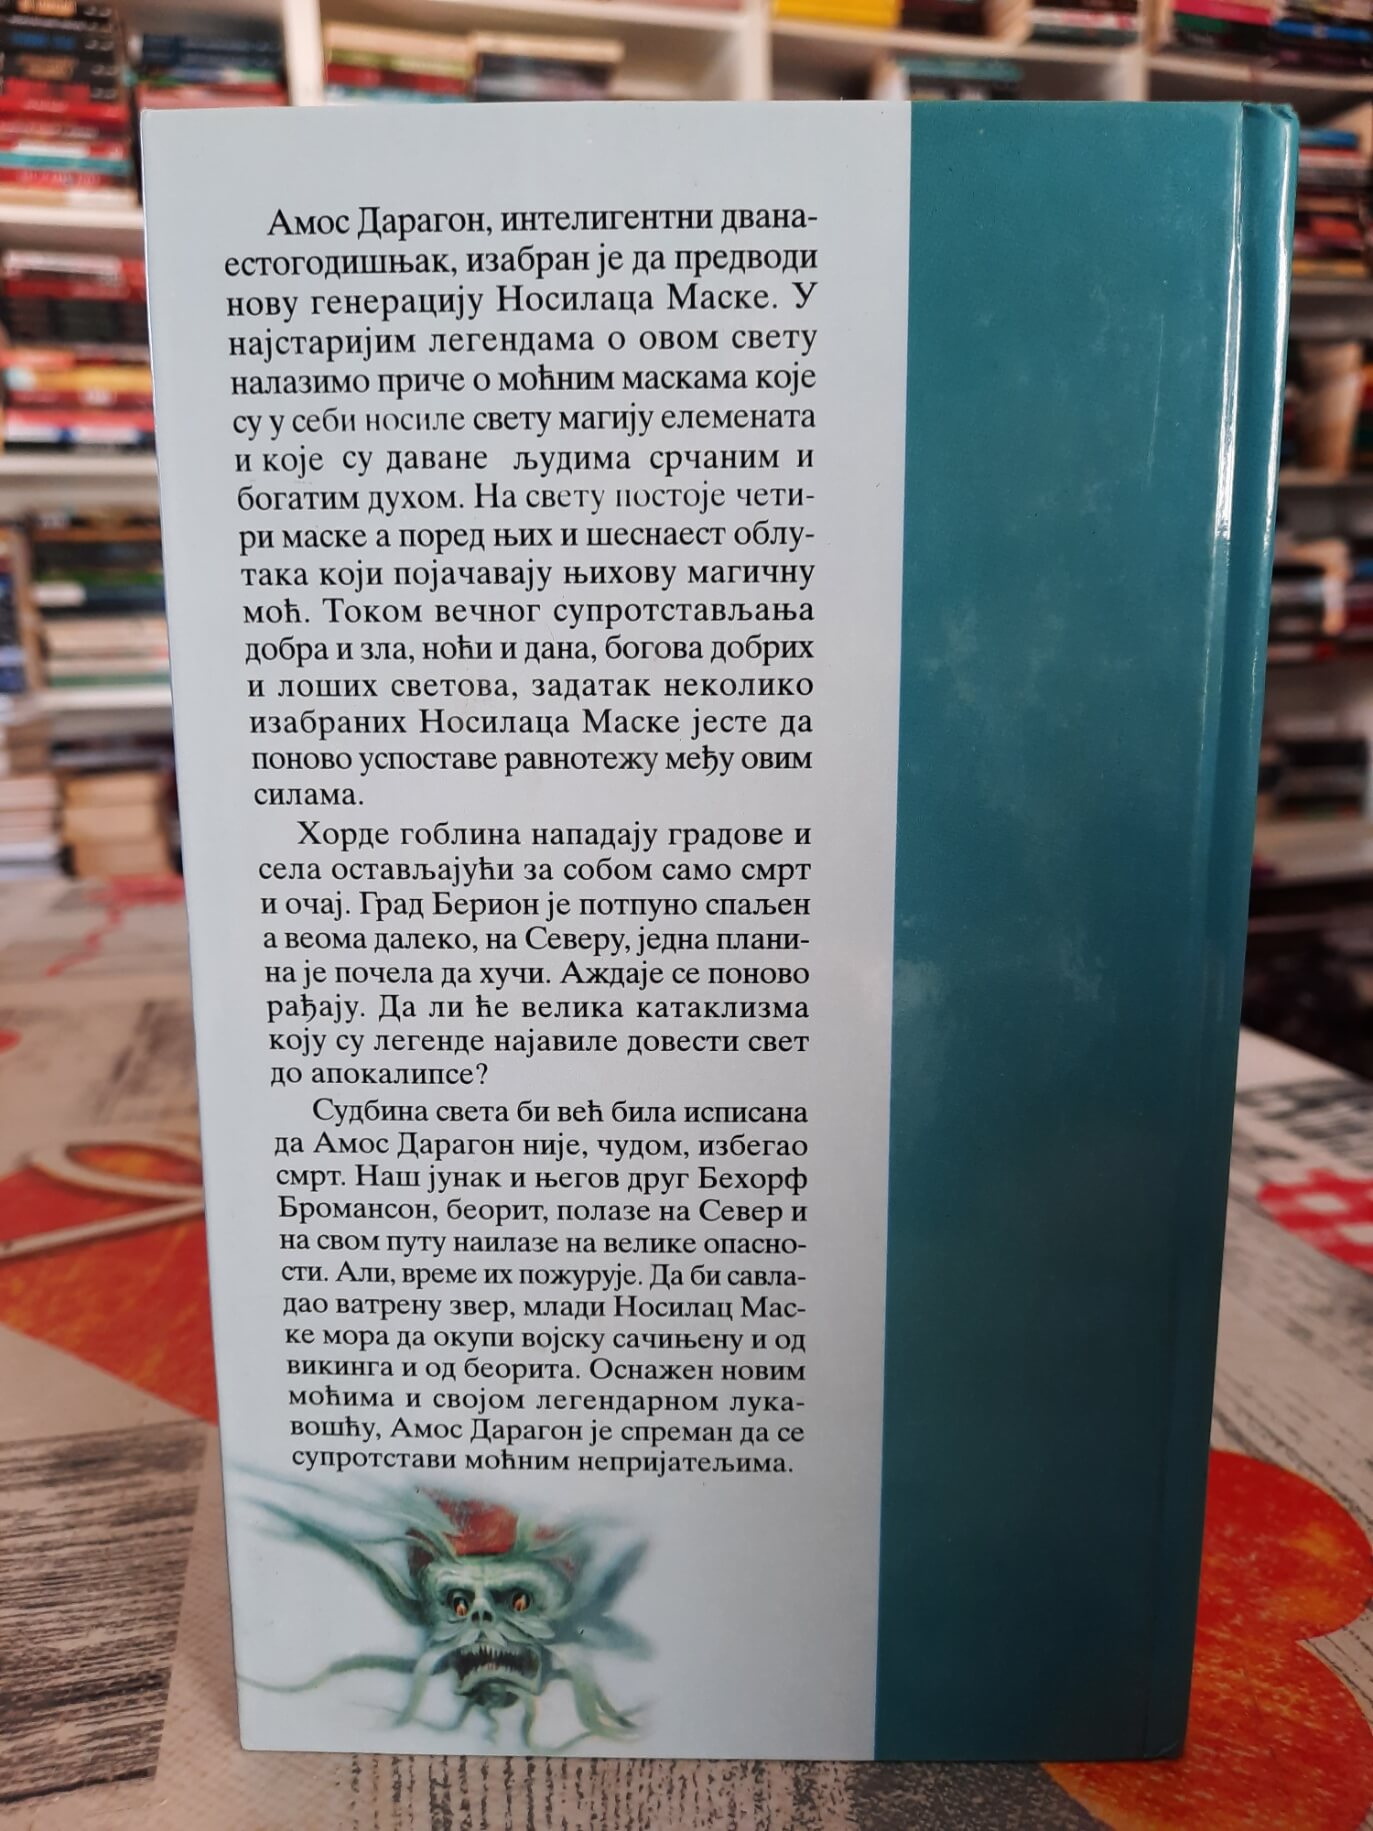 Амос Дарагон, интелигентни двана-
естогодишњак, изабран је да предводи
нову генерацију Носилаца Маске. У
најстаријим легендама о овом свету
налазимо приче о моћним маскама које
су у себи носиле свету магију елемената
и које су даване људима срчаним и
богатим духом. На свету постоје чети-
ри маске а поред њих и шеснаест облу-
така који појачавају њихову магичну
моћ. Током вечног супротстављања
добра и зла, ноћи и дана, богова добрих
и лоших светова, задатак неколико
изабраних Носилаца Маске јесте да
поново успоставе равнотежу међу овим
силама.
Хорде гоблина нападају градове и
села остављајући за собом само смрт
и очај. Град Берион је потпуно спаљен
а веома далеко, на Северу, једна плани-
на је почела да хучи. Аждаје се поново
рађају. Да ли ће велика катаклизма
коју су легенде најавиле довести свет
до апокалипсе?
Судбина света би већ била исписана
да Амос Дарагон није, чудом, избегао
смрт. Наш јунак и његов друг Бехорф
Бромансон, беорит, полазе на Север и
на свом путу наилазе на велике опасно-
сти. Али, време их пожурује. Да би савла-
дао ватрену звер, млади Носилац Мас-
ке мора да окупи војску сачињену и од
викинга и од беорита. Оснажен новим
моћима и својом легендарном лука-
вошћу, Амос Дарагон је спреман да се
супротстави моћним непријатељима.